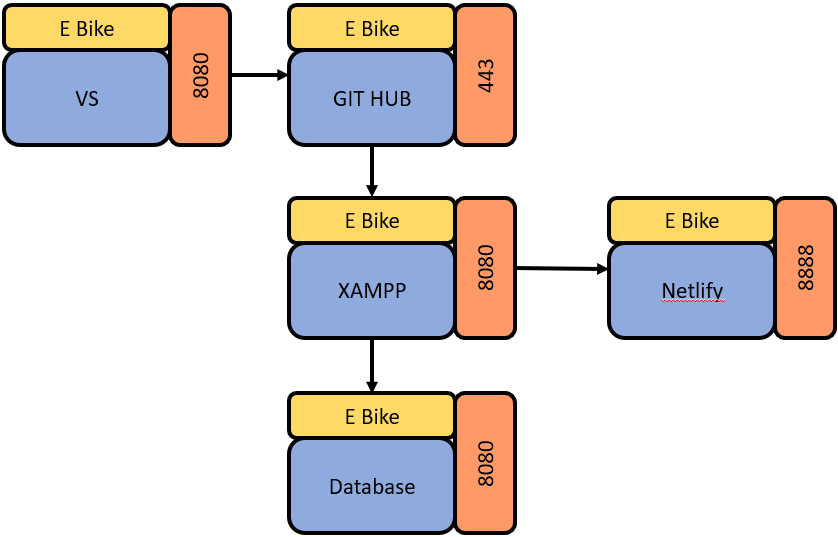 E Bike
VS
8080
E Bike
GIT HUB
443
E Bike
XAMPP
8080
E Bike
Netlify
8888
E Bike
Database
8080